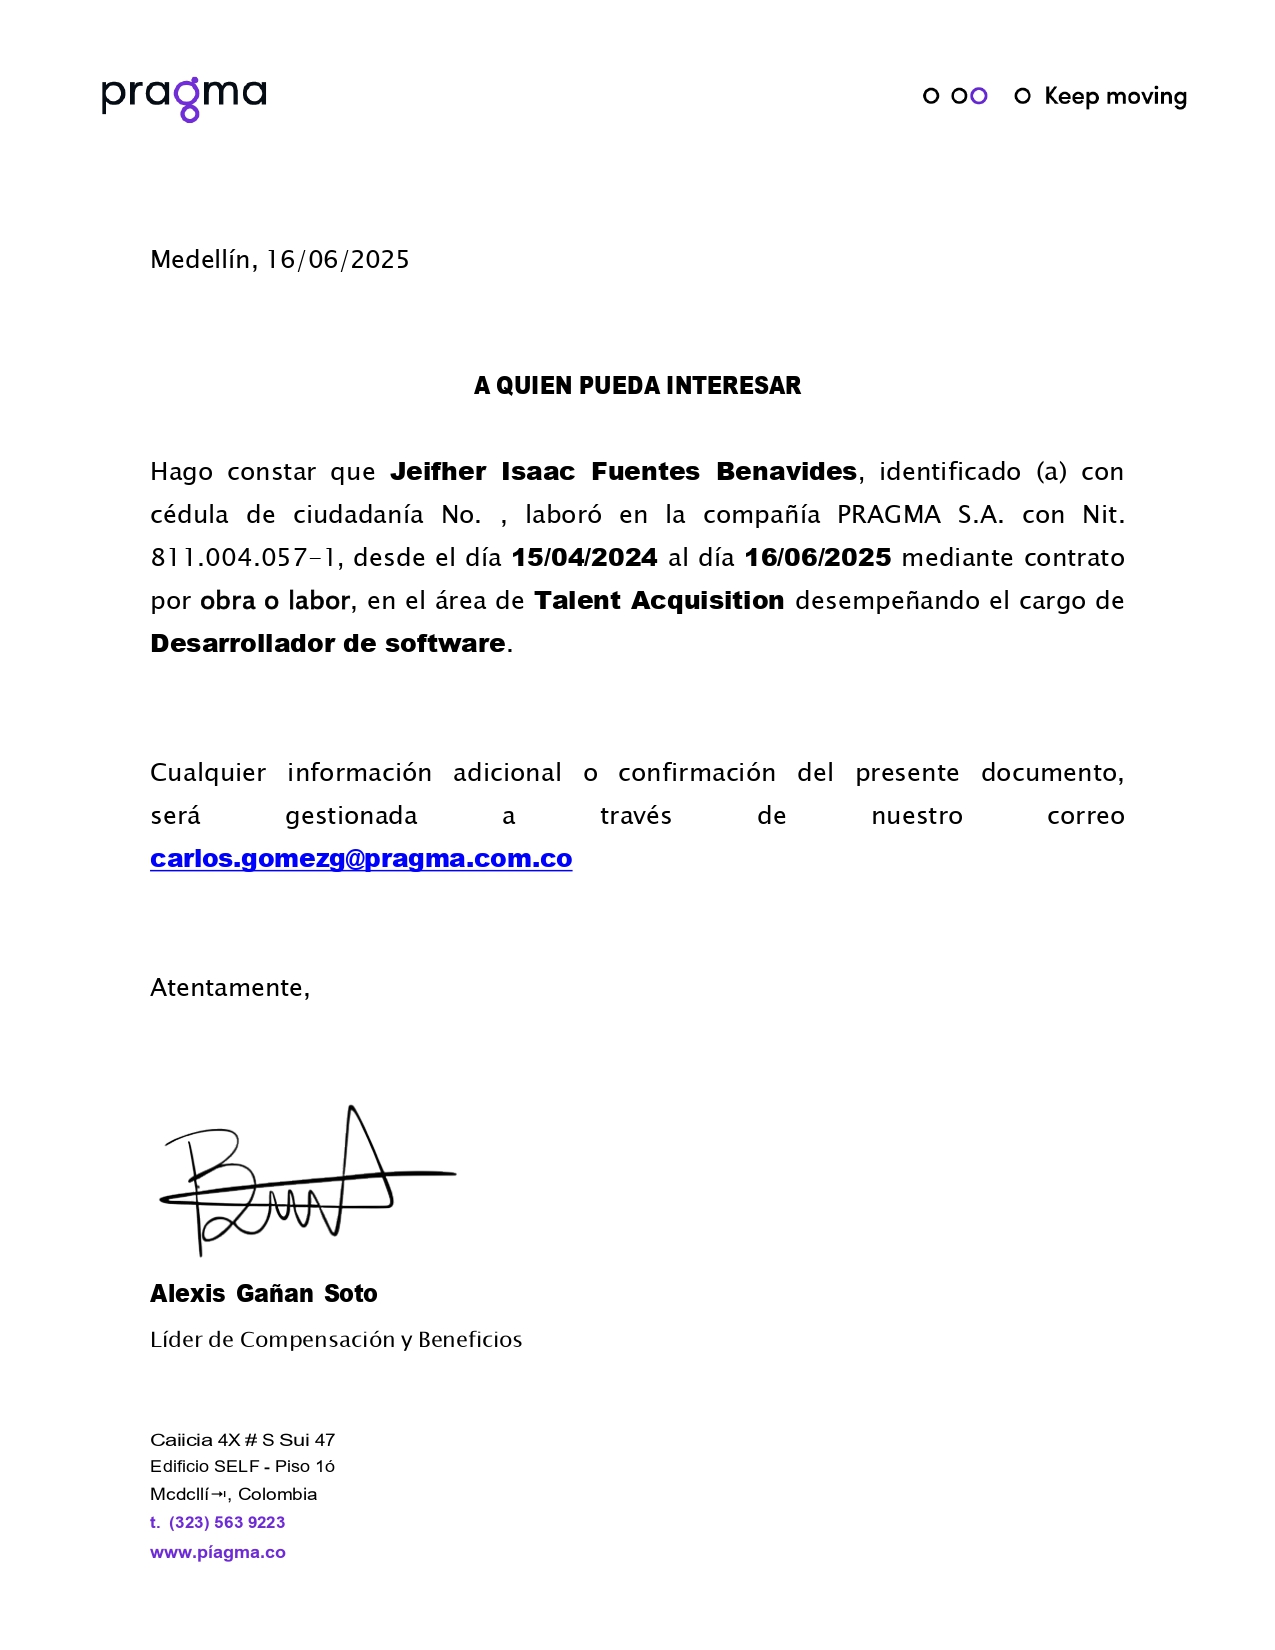 pragma
Keep moving
Medellín, 16/06/2025
A QUIEN PUEDA INTERESAR
Hago constar que Jeifher Isaac Fuentes Benavides, identificado (a) con
cédula de ciudadanía No. , laboró en la compañía PRAGMA S.A. con Nit.
811.004.057-1, desde el día 15/04/2024 al día 16/06/2025 mediante contrato
por obra o labor, en el área de Talent Acquisition desempeñando el cargo de
Desarrollador de software.
Cualquier información adicional o confirmación del presente documento,
será gestionada a través de nuestro correo
carlos.gomezg@pragma.com.co
Atentamente,
Alexis Gañan Soto
Líder de Compensación y Beneficios
Caiicia 4X # S Sui 47
Edificio SELF - Piso 1ó
Mcdcllí→ı, Colombia
t. (323) 563 9223
www.píagma.co